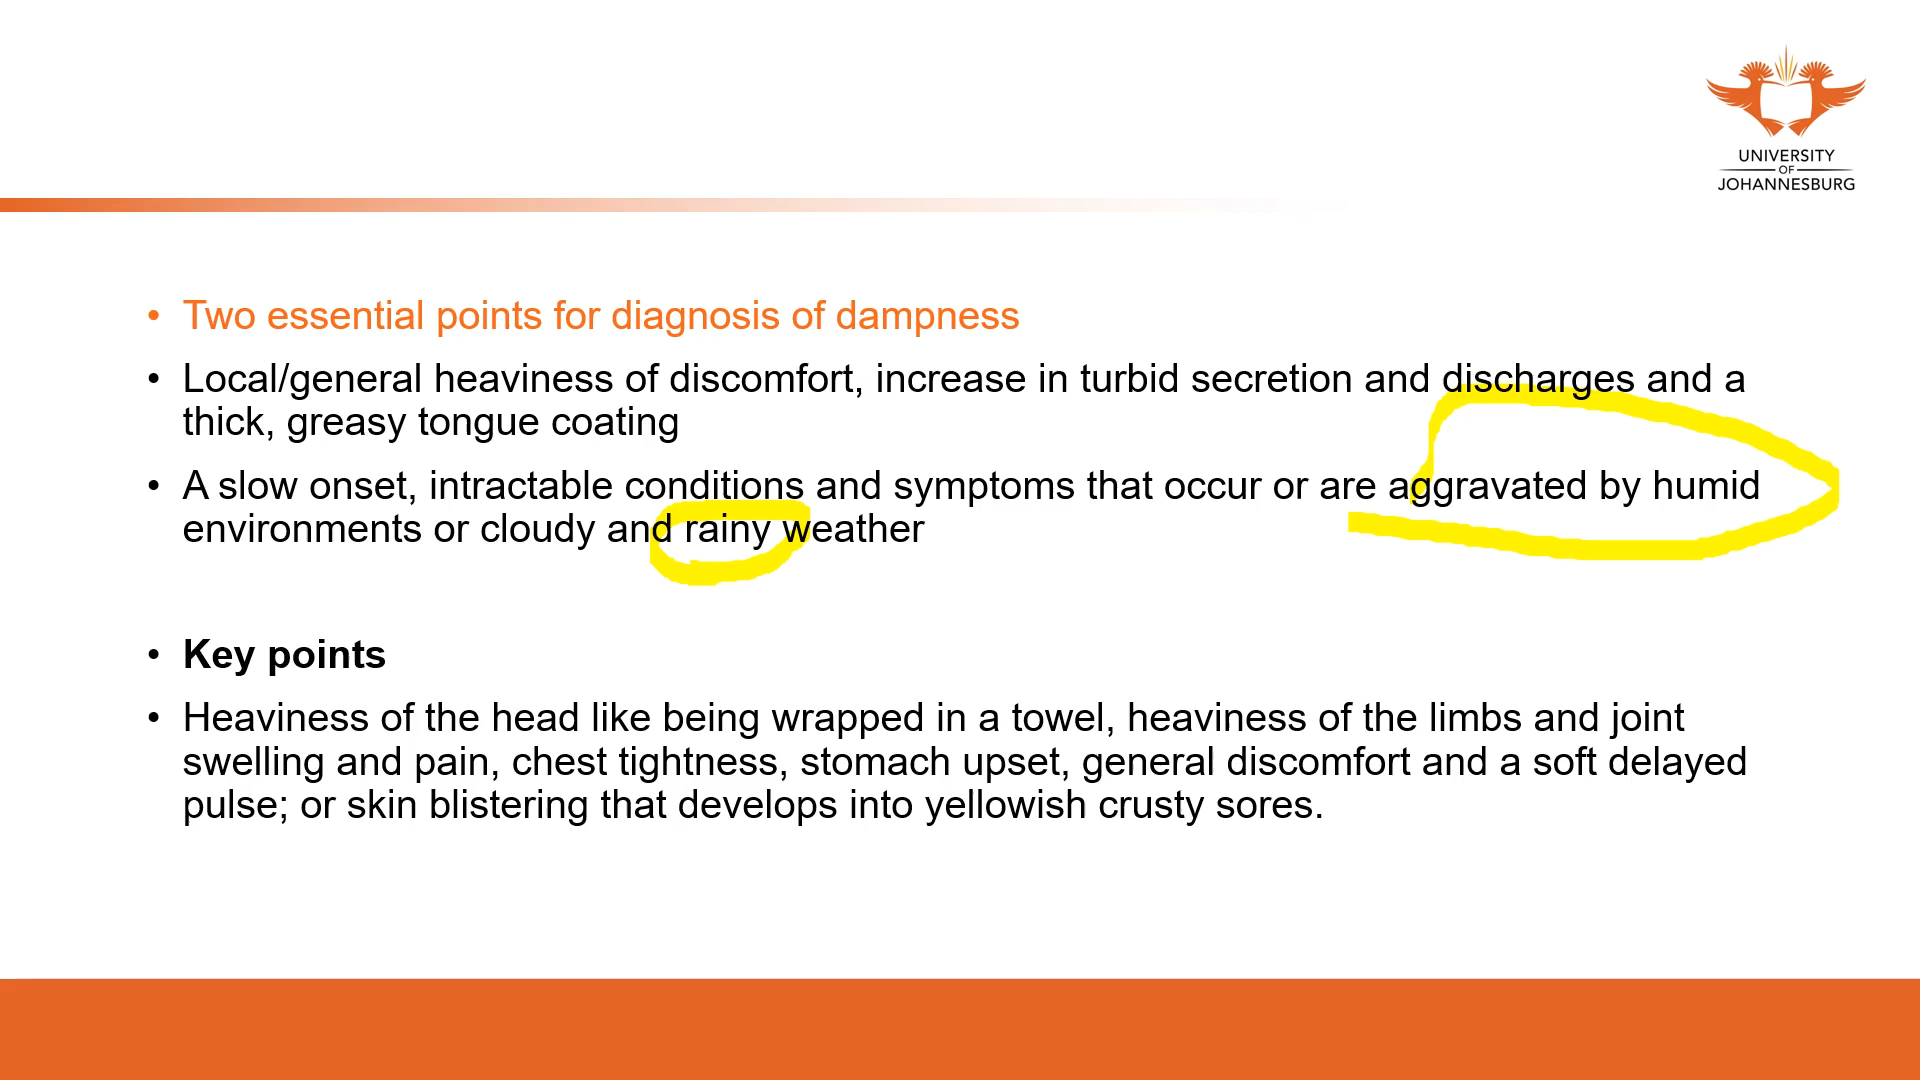 UNIVERSITY
OF
JOHANNESBURG
• Two essential points for diagnosis of dampness
• Local/general heaviness of discomfort, increase in turbid secretion and discharges and a
thick, greasy tongue coating
• A slow onset, intractable conditions and symptoms that occur or are aggravated by humid
environments or cloudy and rainy weather
• Key points
• Heaviness of the head like being wrapped in a towel, heaviness of the limbs and joint
swelling and pain, chest tightness, stomach upset, general discomfort and a soft delayed
pulse; or skin blistering that develops into yellowish crusty sores.